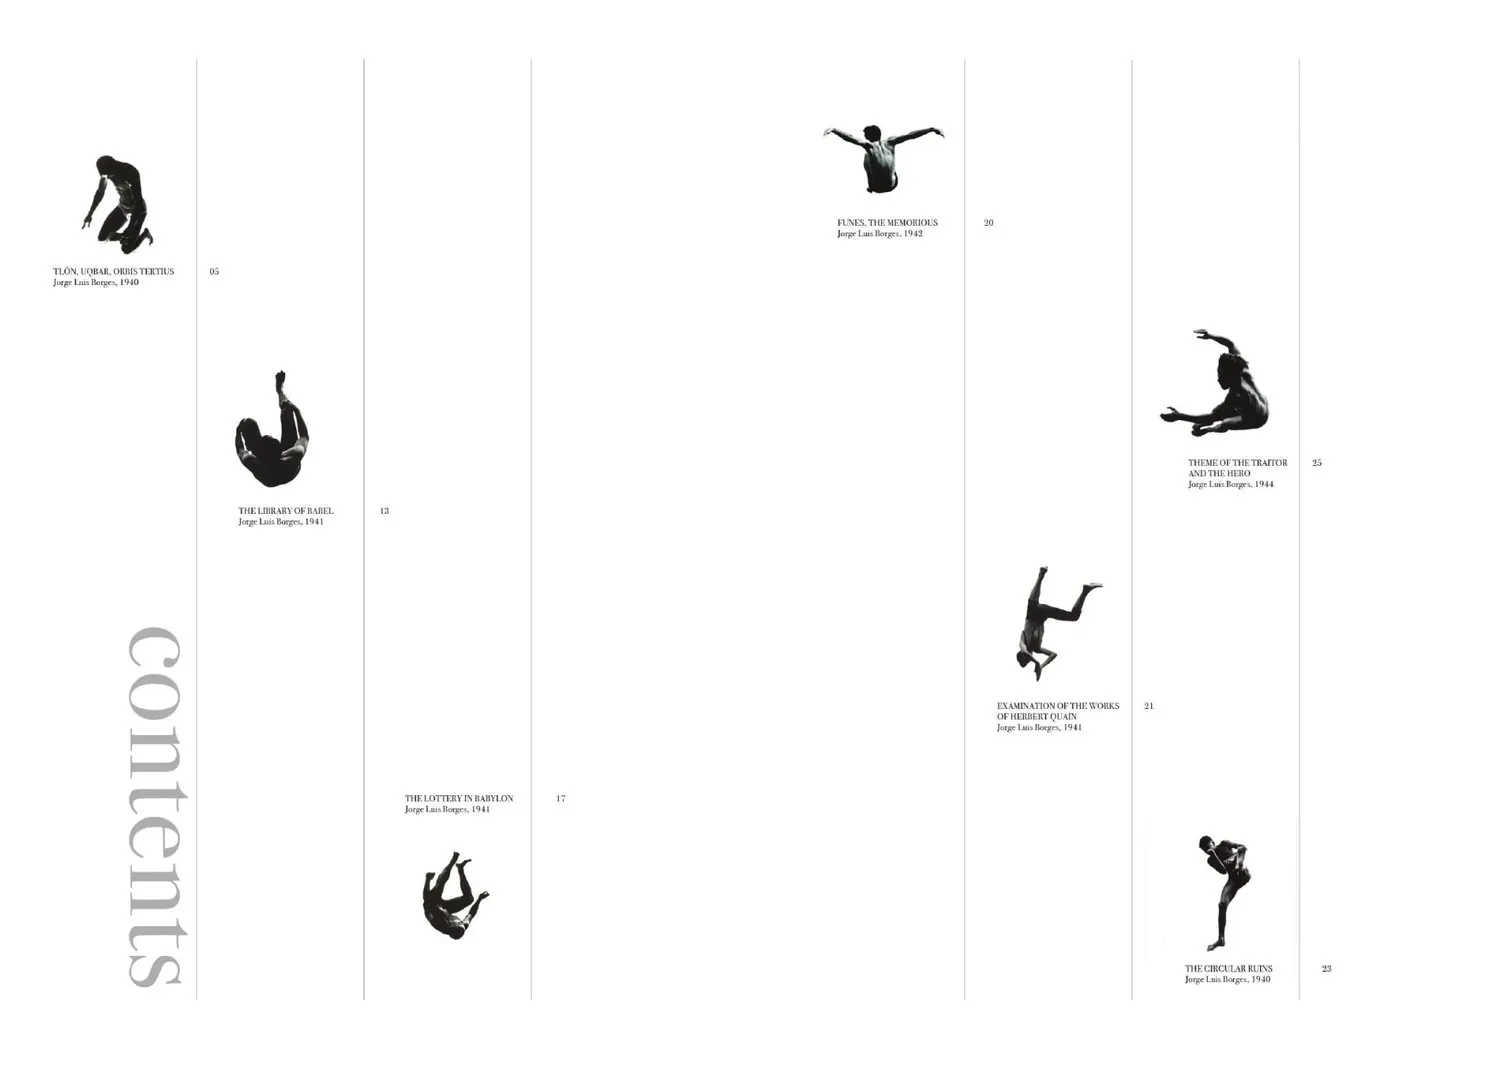 TLÖN, UQBAR, ORBIS TERTIUS 05
Jorge Luis Borges, 1940
THE LIBRARY OF BABEL 13
Jorge Luis Borges, 1941
contents
THE LOTTERY IN BABYLON 17
Jorge Luis Borges, 1941
FUNES, THE MEMORIOUS 20
Jorge Luis Borges, 1942
THEME OF THE TRAITOR 25
AND THE HERO
Jorge Luis Borges, 1944
EXAMINATION OF THE WORKS 21
OF HERBERT QUAIN
Jorge Luis Borges, 1941
THE CIRCULAR RUINS 23
Jorge Luis Borges, 1940